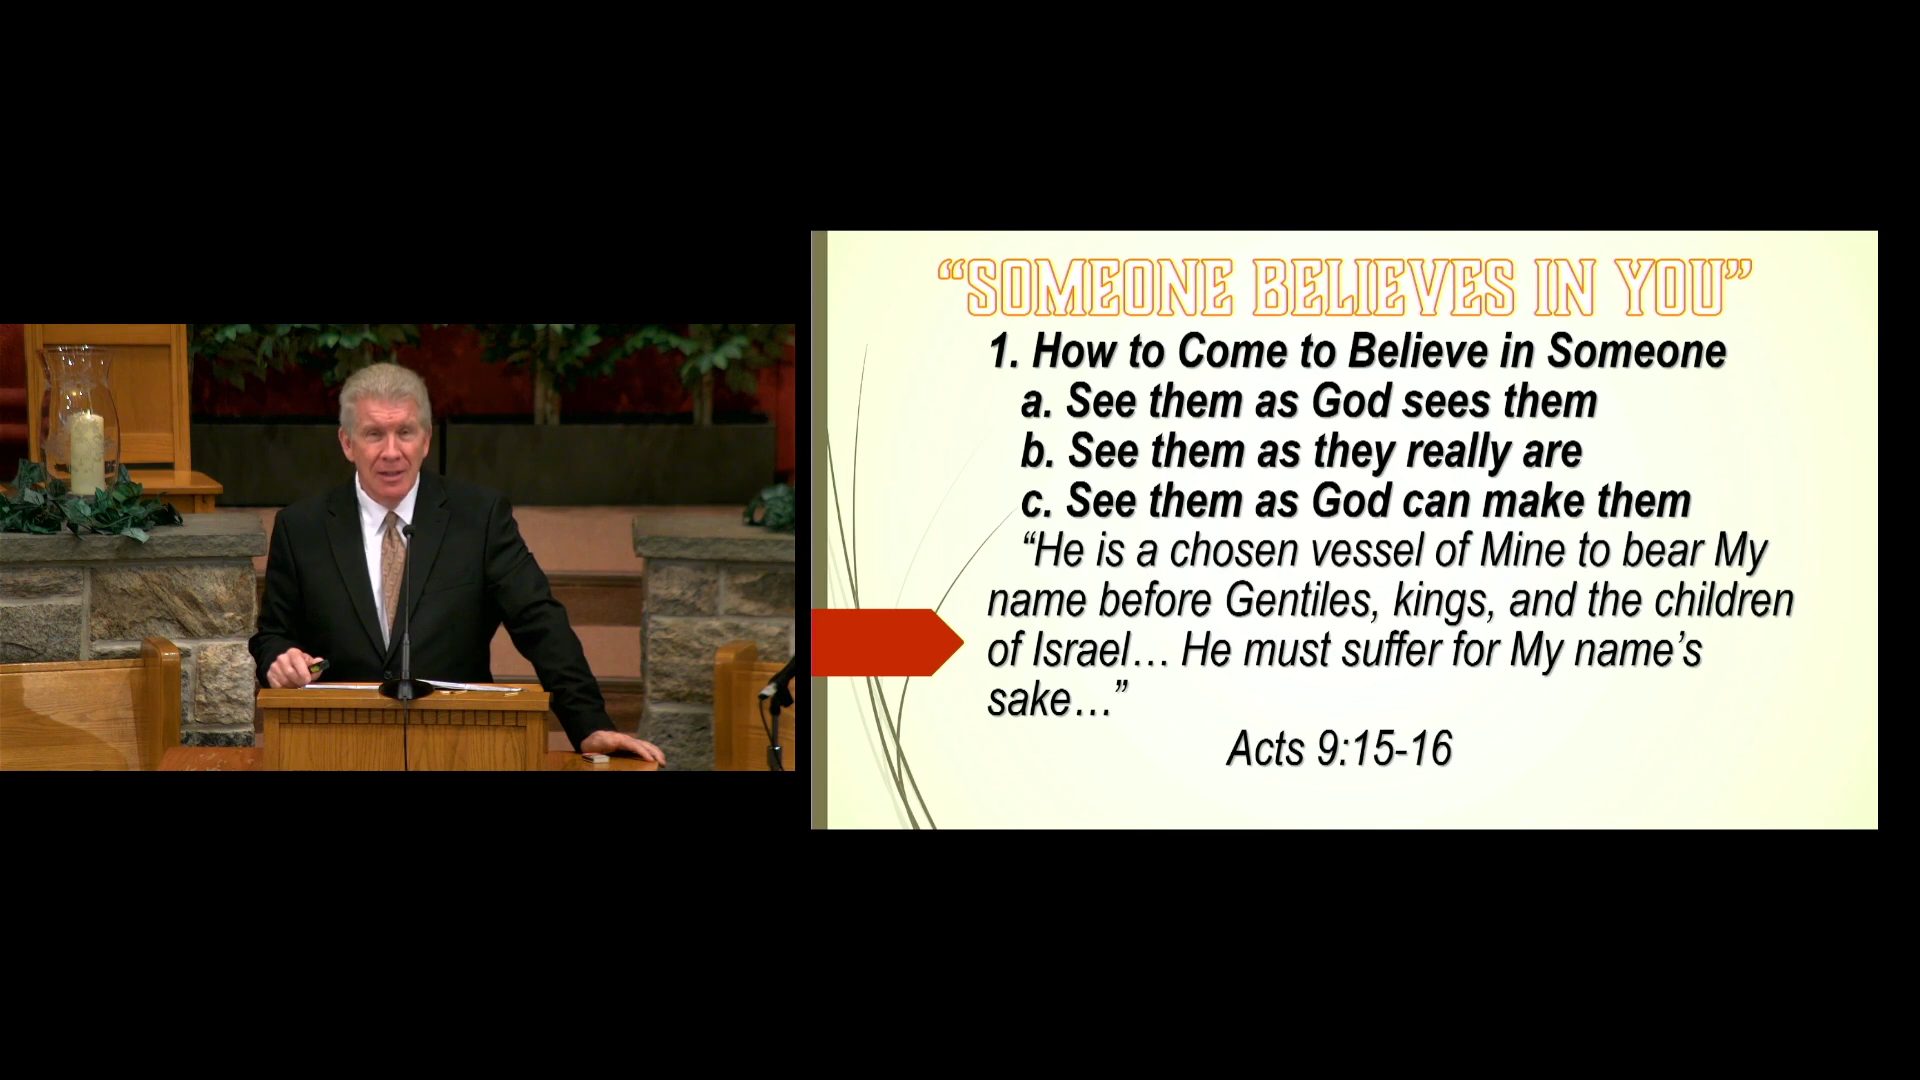 “SOMEONE BELIEVES IN YOU”
1. How to Come to Believe in Someone
a. See them as God sees them
b. See them as they really are
c. See them as God can make them
“He is a chosen vessel of Mine to bear My
name before Gentiles, kings, and the children
of Israel… He must suffer for My name’s
sake…”
Acts 9:15-16